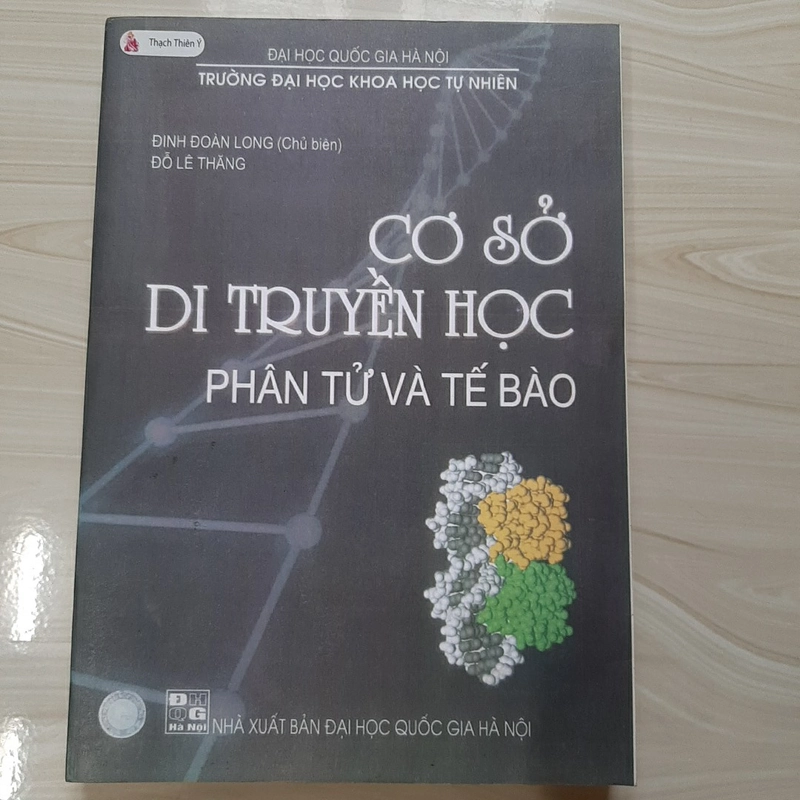 Thạch Thiên Ý
ĐẠI HỌC QUỐC GIA HÀ NỘI
TRƯỜNG ĐẠI HỌC KHOA HỌC TỰ NHIÊN
ĐINH ĐOÀN LONG (Chủ biên)
ĐỖ LÊ THĂNG
CƠ SỞ
DI TRUYỀN HỌC
PHÂN TỬ VÀ TẾ BÀO
ĐH
QG
Hà Nội
NHÀ XUẤT BẢN ĐẠI HỌC QUỐC GIA HÀ NỘI